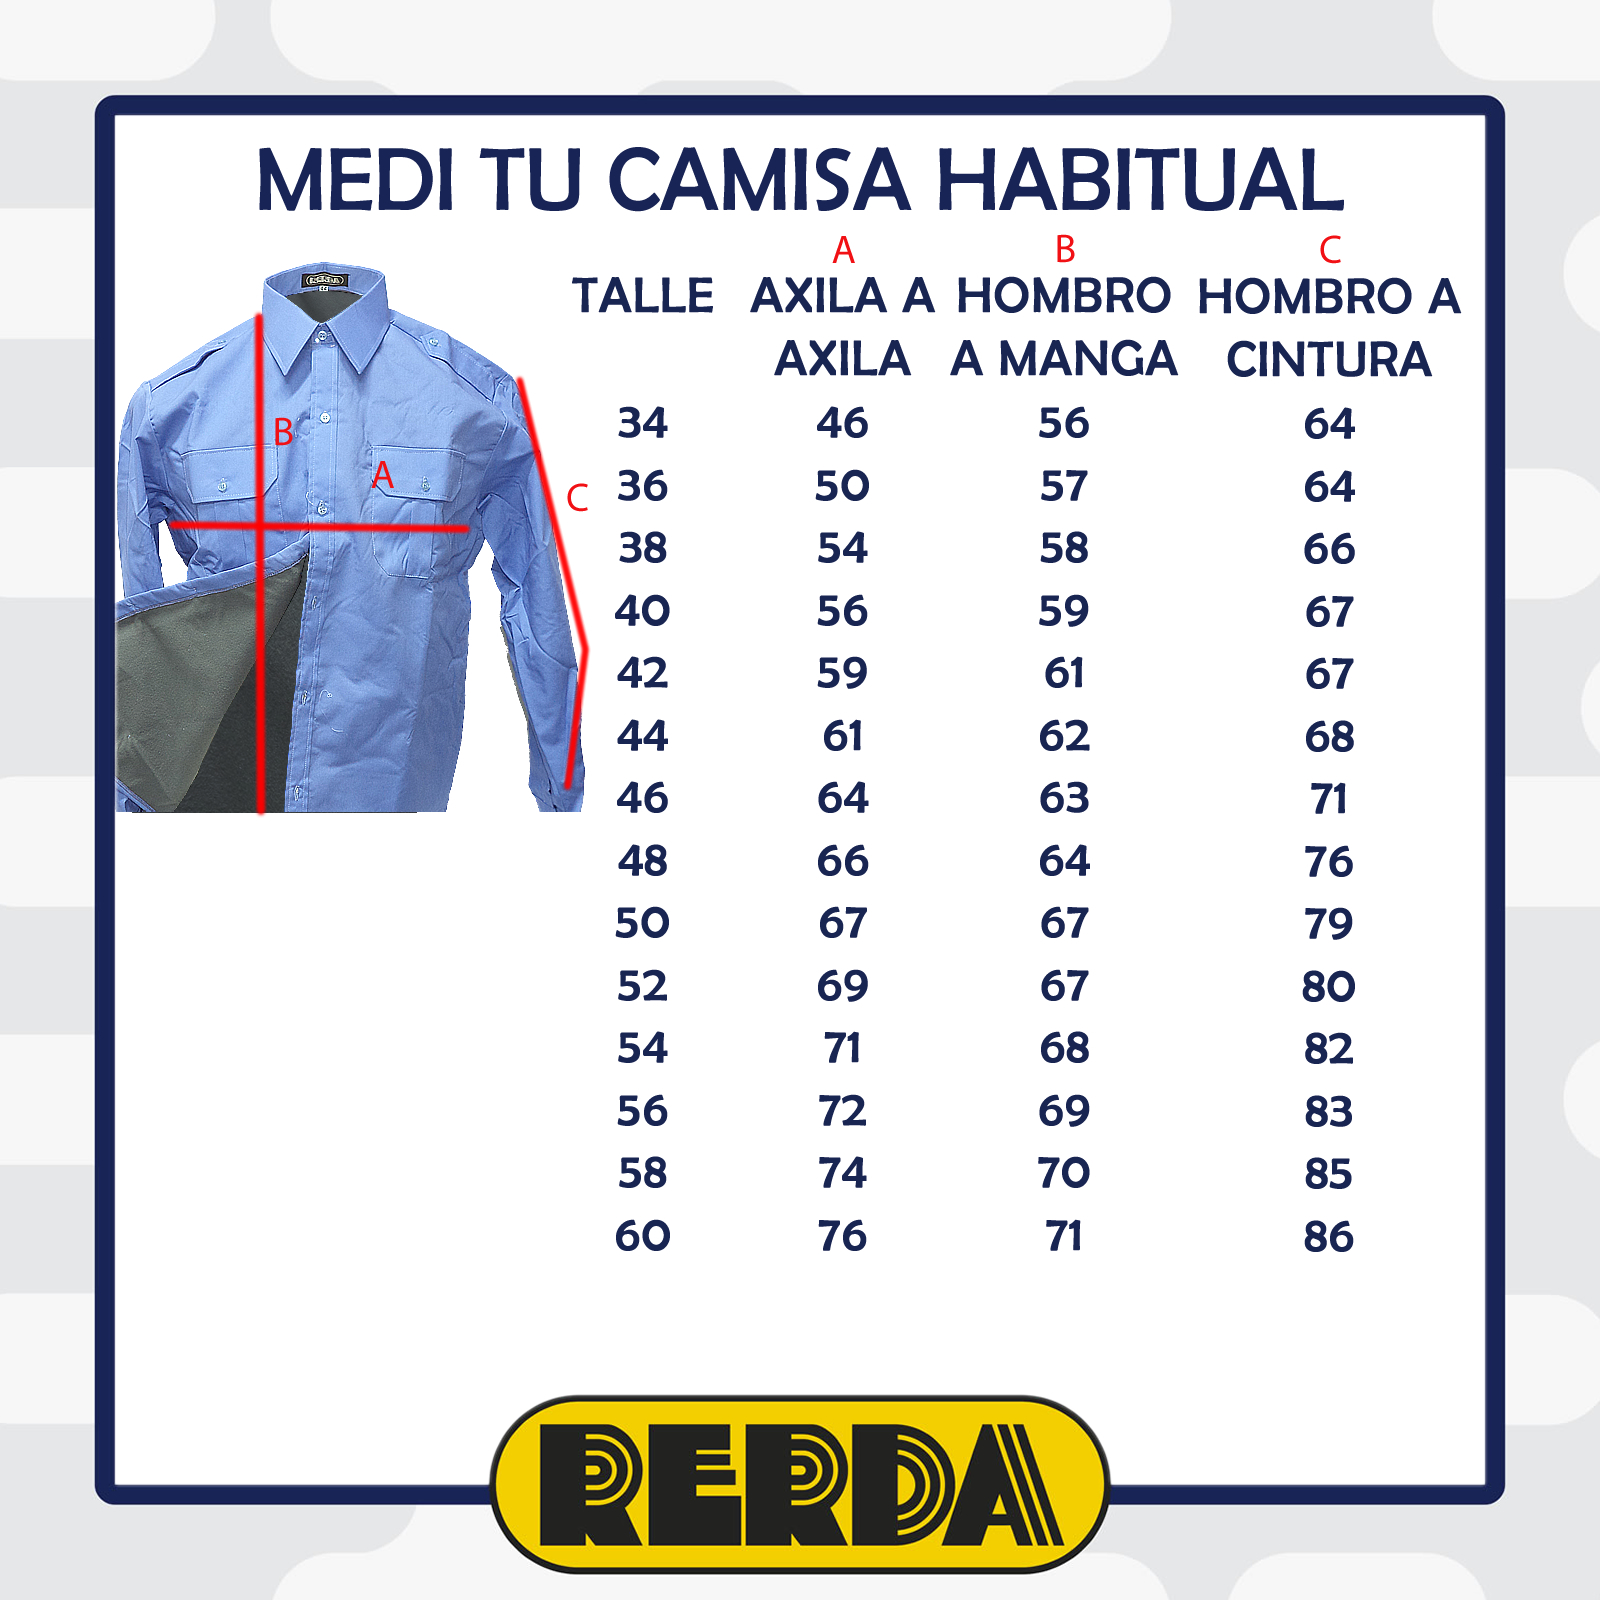 MEDI TU CAMISA HABITUAL
A B C
TALLE AXILA A HOMBRO HOMBRO A
AXILA A MANGA CINTURA
34 46 56 64
36 50 57 64
38 54 58 66
40 56 59 67
42 59 61 67
44 61 62 68
46 64 63 71
48 66 64 76
50 67 67 79
52 69 67 80
54 71 68 82
56 72 69 83
58 74 70 85
60 76 71 86
RERDA
44
B
A
C
RERDA